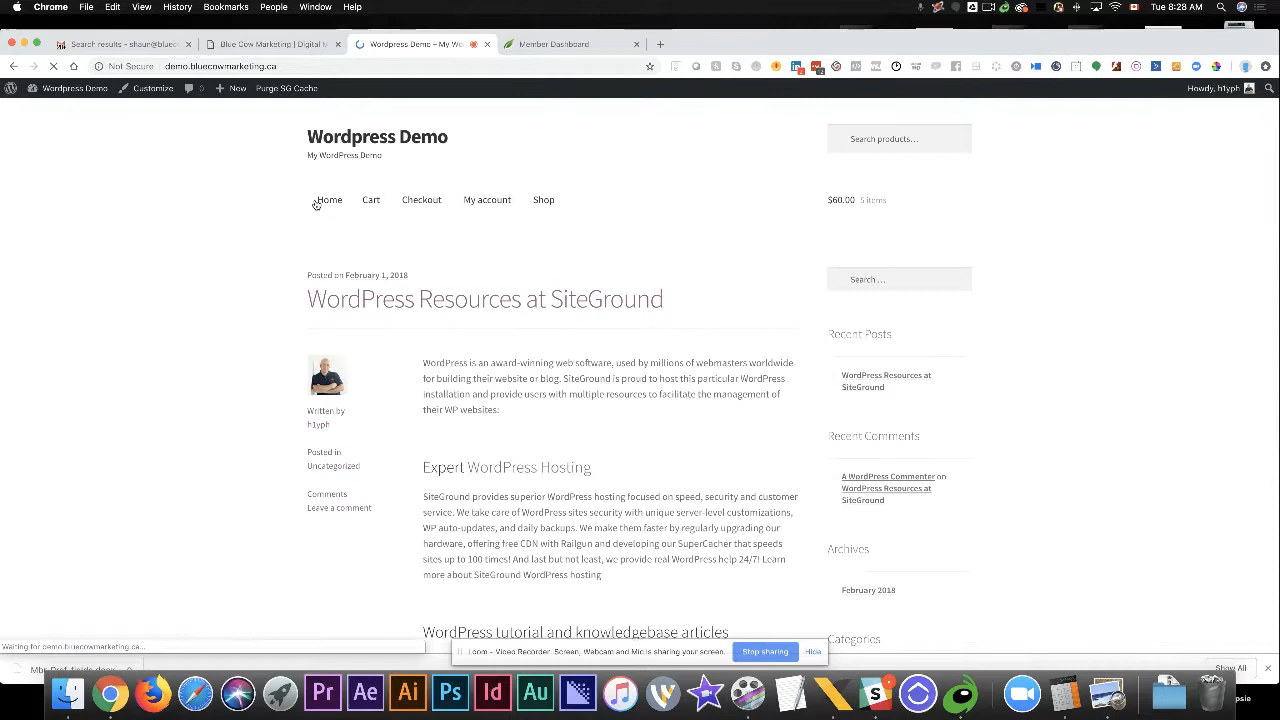 Chrome File Edit View History Bookmarks People Window Help
Tue 8:28 AM
Search results - shaun@bluec
Blue Cow Marketing | Digital M
Wordpress Demo – My Wo
Member Dashboard
Not Secure demo.bluecowmarketing.ca
Wordpress Demo Customize 0 New Purge SG Cache
Howdy, h1yph
Wordpress Demo
My WordPress Demo
Search products…
Home Cart Checkout My account Shop
$60.00 5 items
Posted on February 1, 2018
WordPress Resources at SiteGround
Written by
h1yph
Posted in
Uncategorized
Comments
Leave a comment
WordPress is an award-winning web software, used by millions of webmasters worldwide
for building their website or blog. SiteGround is proud to host this particular WordPress
installation and provide users with multiple resources to facilitate the management of
their WP websites:
Expert WordPress Hosting
SiteGround provides superior WordPress hosting focused on speed, security and customer
service. We take care of WordPress sites security with unique server-level customizations,
WP auto-updates, and daily backups. We make them faster by regularly upgrading our
hardware, offering free CDN with Railgun and developing our SuperCacher that speeds
sites up to 100 times! And last but not least, we provide real WordPress help 24/7! Learn
more about SiteGround WordPress hosting
WordPress tutorial and knowledgebase articles
Search …
Recent Posts
WordPress Resources at
SiteGround
Recent Comments
A WordPress Commenter on
WordPress Resources at
SiteGround
Archives
February 2018
Categories
Waiting for demo.bluecowmarketing.ca...
Loom – Video Recorder: Screen, Webcam and Mic is sharing your screen.
Stop sharing
Hide
Show All
Pr Ae Ai Ps Id Au